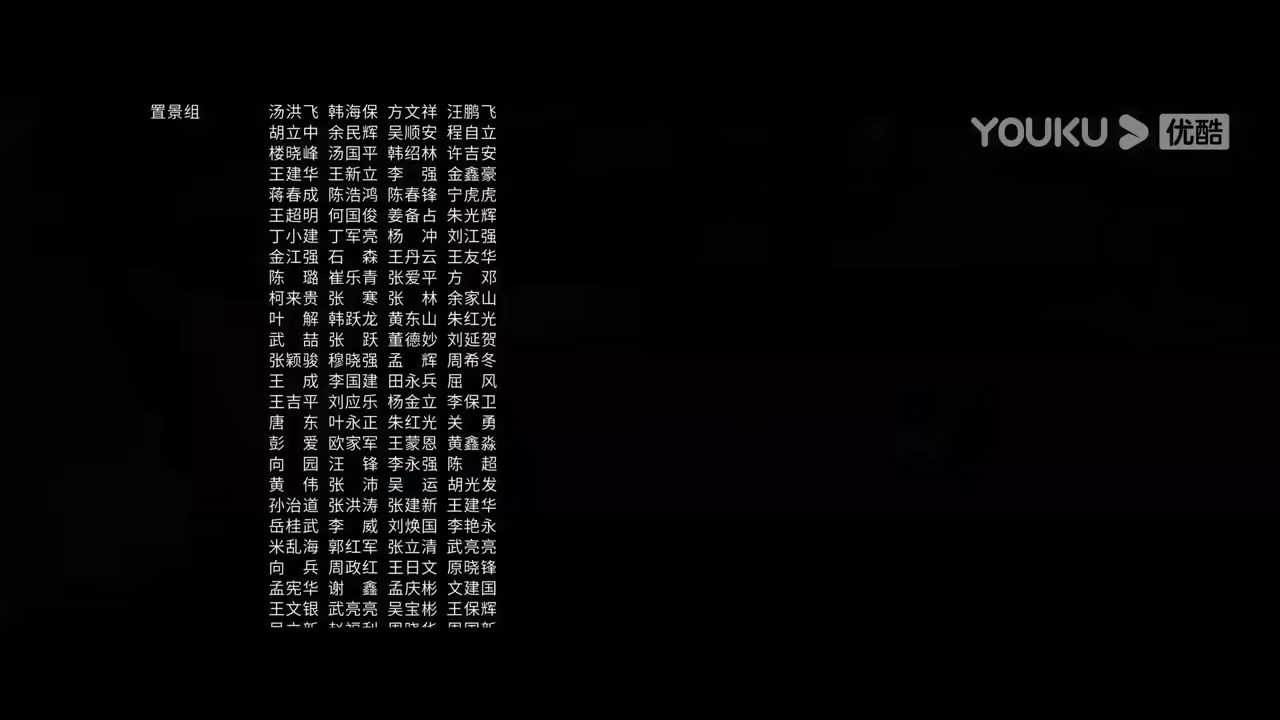 置景组 汤洪飞 韩海保 方文祥 汪鹏飞
胡立中 余民辉 吴顺安 程自立
楼晓峰 汤国平 韩绍林 许吉安
王建华 王新立 李 强 金鑫豪
蒋春成 陈浩鸿 陈春锋 宁虎虎
王超明 何国俊 姜备占 朱光辉
丁小建 丁军亮 杨 冲 刘江强
金江强 石 森 王丹云 王友华
陈 璐 崔乐青 张爱平 方 邓
柯来贵 张 寒 张 林 余家山
叶 解 韩跃龙 黄东山 朱红光
武 喆 张 跃 董德妙 刘延贺
张颖骏 穆晓强 孟 辉 周希冬
王 成 李国建 田永兵 屈 风
王吉平 刘应乐 杨金立 李保卫
唐 东 叶永正 朱红光 关 勇
彭 爱 欧家军 王蒙恩 黄鑫淼
向 园 汪 锋 李永强 陈 超
黄 伟 张 沛 吴 运 胡光发
孙治道 张洪涛 张建新 王建华
岳桂武 李 威 刘焕国 李艳永
米乱海 郭红军 张立清 武亮亮
向 兵 周政红 王日文 原晓锋
孟宪华 谢 鑫 孟庆彬 文建国
王文银 武亮亮 吴宝彬 王保辉
YOUKU 优酷